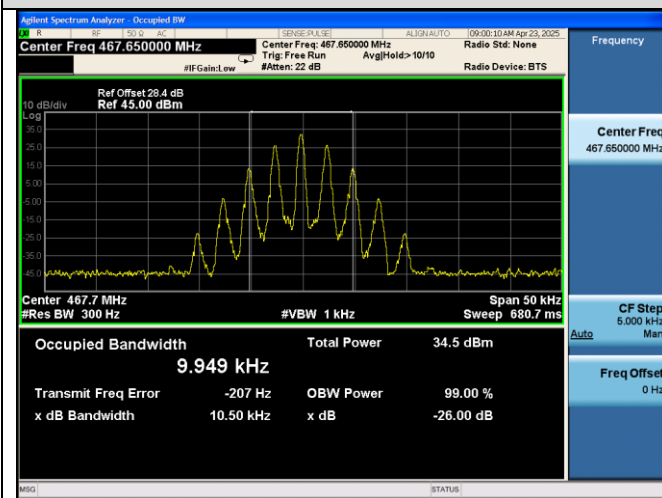 Agilent Spectrum Analyzer - Occupied BW
LXI R RF 50 Ω AC SENSE:PULSE ALIGNAUTO 09:00:10 AM Apr 23, 2025
Center Freq 467.650000 MHz
Center Freq: 467.650000 MHz Radio Std: None
Trig: Free Run Avg|Hold:> 10/10
#IFGain:Low #Atten: 22 dB Radio Device: BTS
Ref Offset 28.4 dB
10 dB/div Ref 45.00 dBm
Log
35.0
25.0
15.0
5.00
-5.00
-15.0
-25.0
-35.0
-45.0
Center 467.7 MHz Span 50 kHz
#Res BW 300 Hz #VBW 1 kHz Sweep 680.7 ms
Occupied Bandwidth Total Power 34.5 dBm
9.949 kHz
Transmit Freq Error -207 Hz OBW Power 99.00 %
x dB Bandwidth 10.50 kHz x dB -26.00 dB
MSG STATUS
Frequency
Center Freq
467.650000 MHz
CF Step
5.000 kHz
Auto Man
Freq Offset
0 Hz